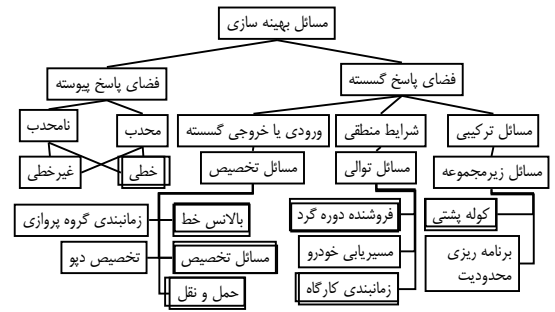 مسائل بهینه سازی
فضای پاسخ گسسته
فضای پاسخ پیوسته
مسائل ترکیبی
شرایط منطقی
ورودی یا خروجی گسسته
محدب
نامحدب
مسائل زیرمجموعه
مسائل توالی
مسائل تخصیص
خطی
غیرخطی
کوله پشتی
فروشنده دوره گرد
بالانس خط
زمانبندی گروه پروازی
برنامه ریزی
محدودیت
مسیریابی خودرو
مسائل تخصیص
تخصیص دپو
زمانبندی کارگاه
حمل و نقل